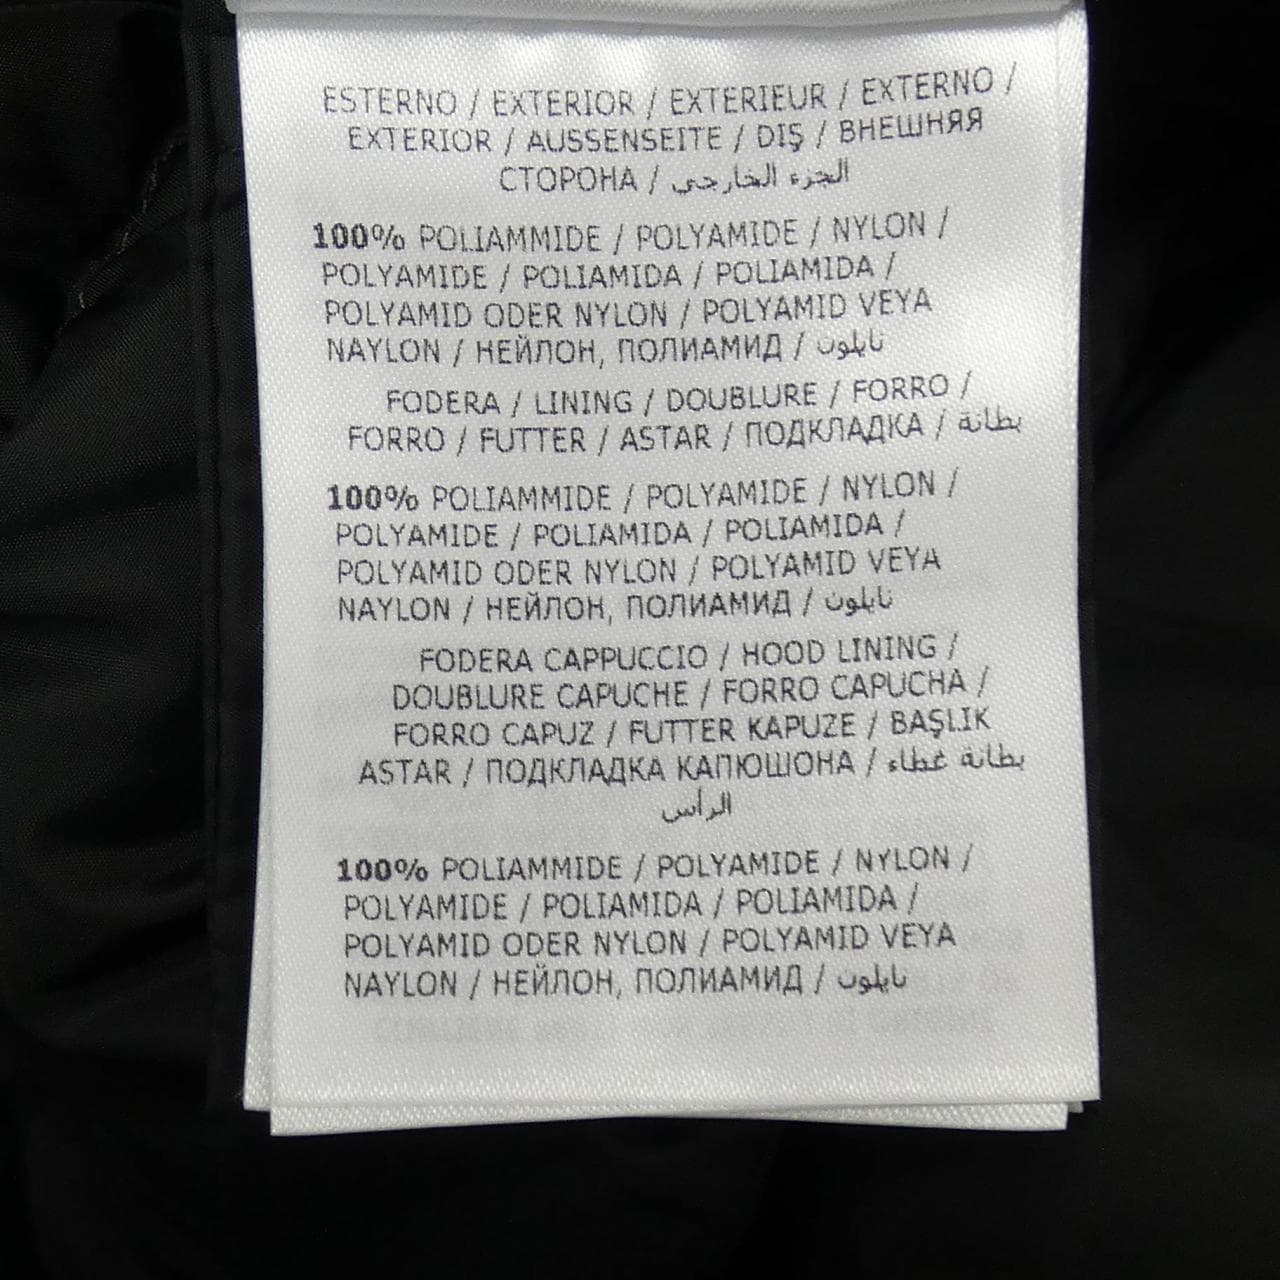 ESTERNO / EXTERIOR / EXTERIEUR / EXTERNO /
EXTERIOR / AUSSENSEITE / DIŞ / ВНЕШНЯЯ
СТОРОНА / الجزء الخارجي
100% POLIAMMIDE / POLYAMIDE / NYLON /
POLYAMIDE / POLIAMIDA / POLIAMIDA /
POLYAMID ODER NYLON / POLYAMID VEYA
NAYLON / НЕЙЛОН, ПОЛИАМИД / نايلون
FODERA / LINING / DOUBLURE / FORRO /
FORRO / FUTTER / ASTAR / ПОДКЛАДКА / بطانة
100% POLIAMMIDE / POLYAMIDE / NYLON /
POLYAMIDE / POLIAMIDA / POLIAMIDA /
POLYAMID ODER NYLON / POLYAMID VEYA
NAYLON / НЕЙЛОН, ПОЛИАМИД / نايلون
FODERA CAPPUCCIO / HOOD LINING /
DOUBLURE CAPUCHE / FORRO CAPUCHA /
FORRO CAPUZ / FUTTER KAPUZE / BAŞLIK
ASTAR / ПОДКЛАДКА КАПЮШОНА / بطانة غطاء
الرأس
100% POLIAMMIDE / POLYAMIDE / NYLON /
POLYAMIDE / POLIAMIDA / POLIAMIDA /
POLYAMID ODER NYLON / POLYAMID VEYA
NAYLON / НЕЙЛОН, ПОЛИАМИД / نايلون